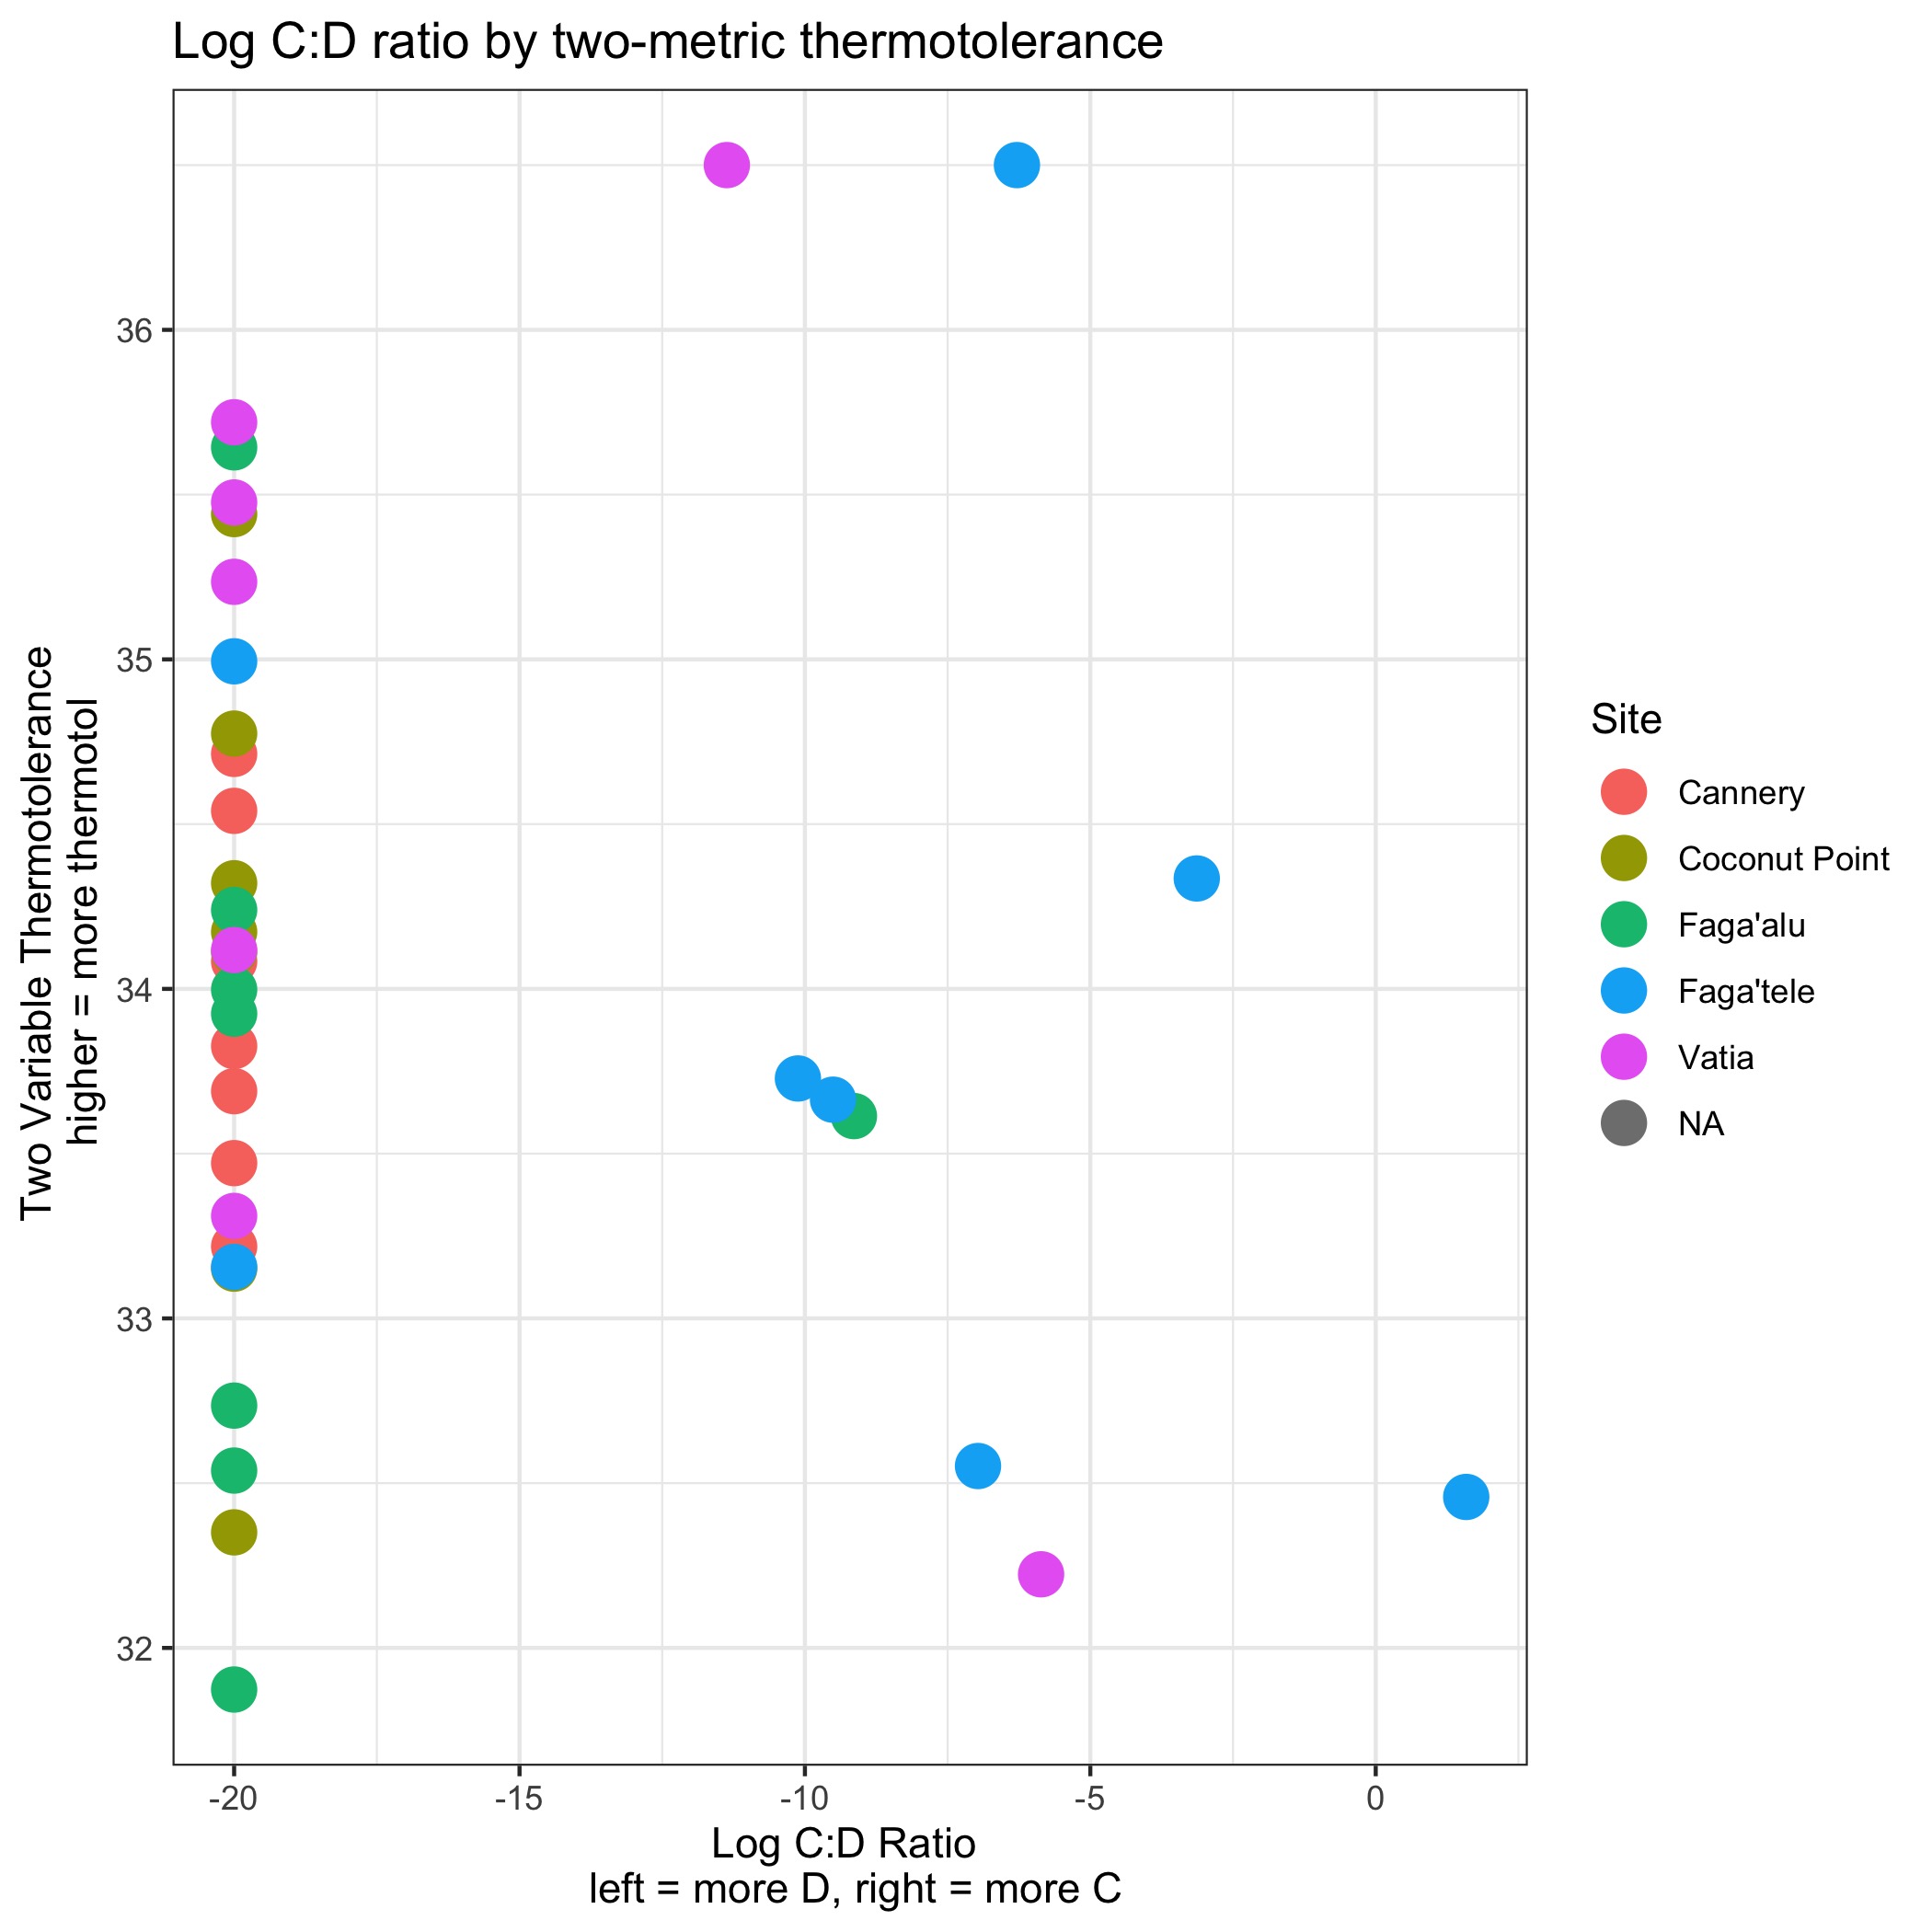 Log C:D ratio by two-metric thermotolerance
Two Variable Thermotolerance
higher = more thermotol
36
35
34
33
32
-20
-15
-10
-5
0
Log C:D Ratio
left = more D, right = more C
Site
Cannery
Coconut Point
Faga'alu
Faga'tele
Vatia
NA